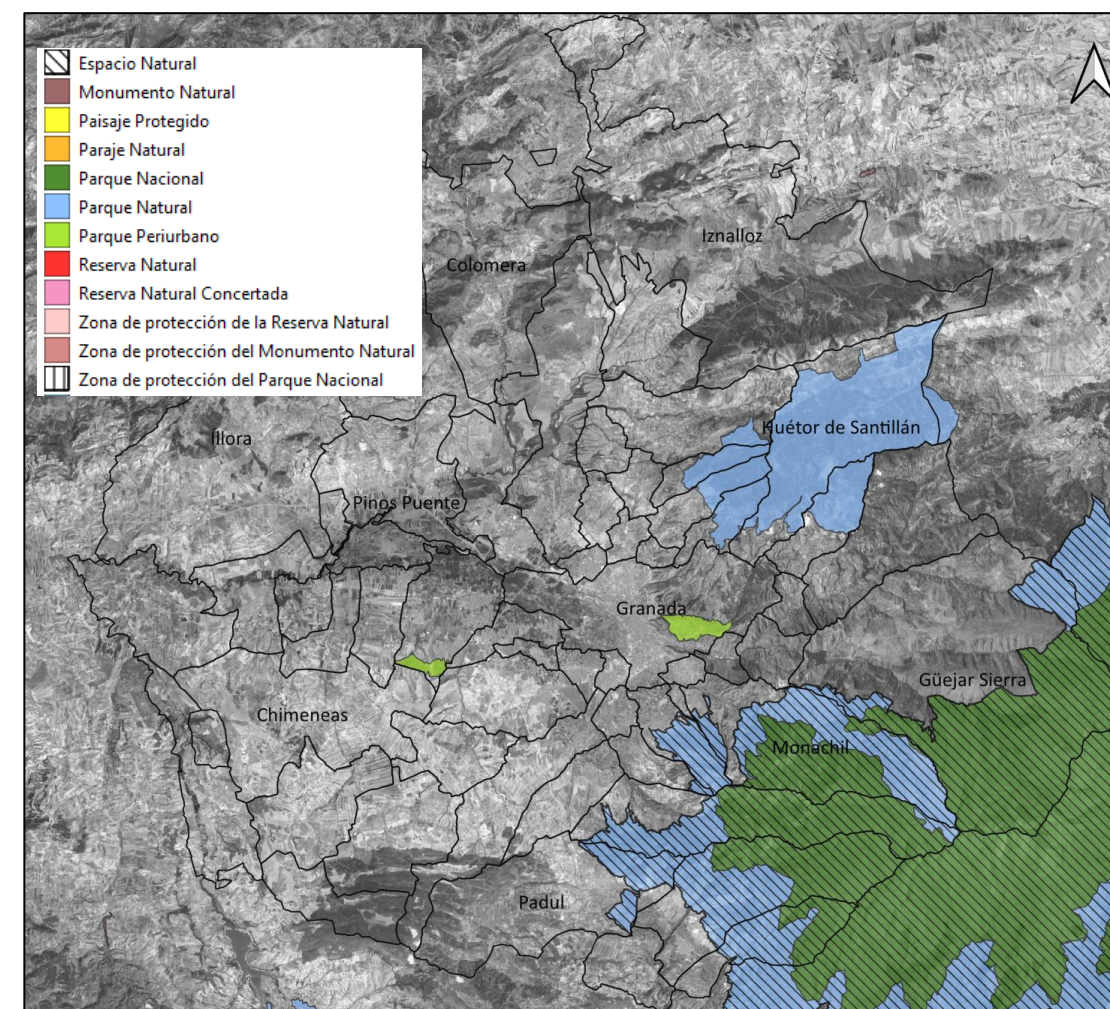 Espacio Natural
Monumento Natural
Paisaje Protegido
Paraje Natural
Parque Nacional
Parque Natural
Parque Periurbano
Reserva Natural
Reserva Natural Concertada
Zona de protección de la Reserva Natural
Zona de protección del Monumento Natural
Zona de protección del Parque Nacional
Iznalloz
Colomera
Huétor de Santillán
Íllora
Pinos Puente
Granada
Güejar Sierra
Chimeneas
Monachil
Padul